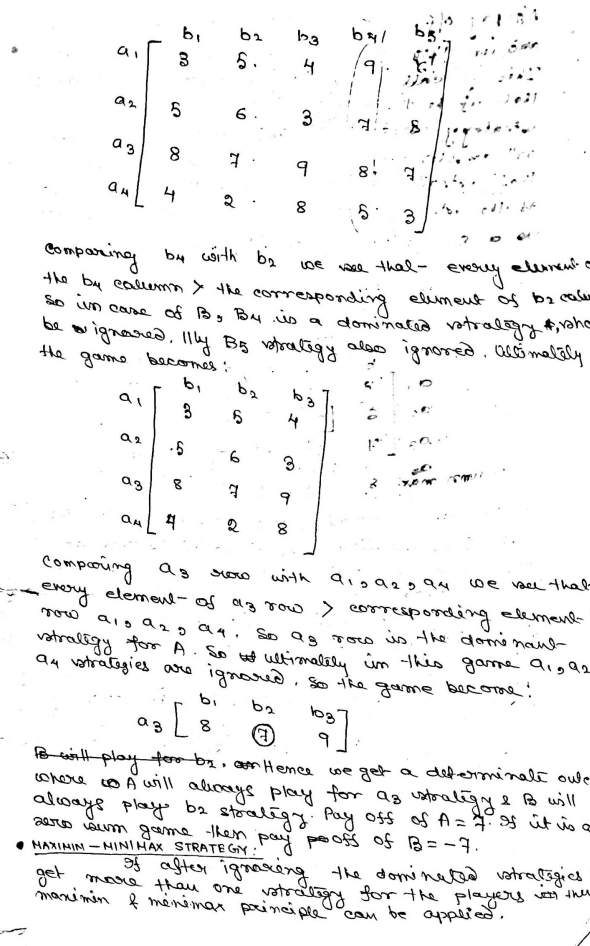 b1 b2 b3 b4 b5
a1 3 5 4 9
a2 5 6 3 7 8
a3 8 7 9 8 7
a4 4 2 8 5 3
Comparing b4 with b2 we see that every element
the b4 column > the corresponding element of b2
So in case of B, B4 is a dominated strategy
be ignored, Illy B5 strategy also ignored. Ultimately
the game becomes:
b1 b2 b3
a1 3 5 4
a2 5 6 3
a3 8 7 9
a4 4 2 8
Comparing a3 row with a1, a2, a4 we see that
every element of a3 row > corresponding element
row a1, a2, a4. So a3 row is the dominant
strategy for A. So ultimately in this game a1, a2
a4 strategies are ignored. So the game become:
b1 b2 b3
a3 [ 8 7 9 ]
B will play for b2. Hence we get a determinate
where A will always play for a3 strategy & B will
always play b2 strategy. Pay off of A = 7. If it is a
zero sum game then pay off of B = -7.
• MAXIMIN - MINIMAX STRATEGY:
If after ignoring the dominated strategies
get more than one strategy for the players
maximin & minimax principle can be applied.